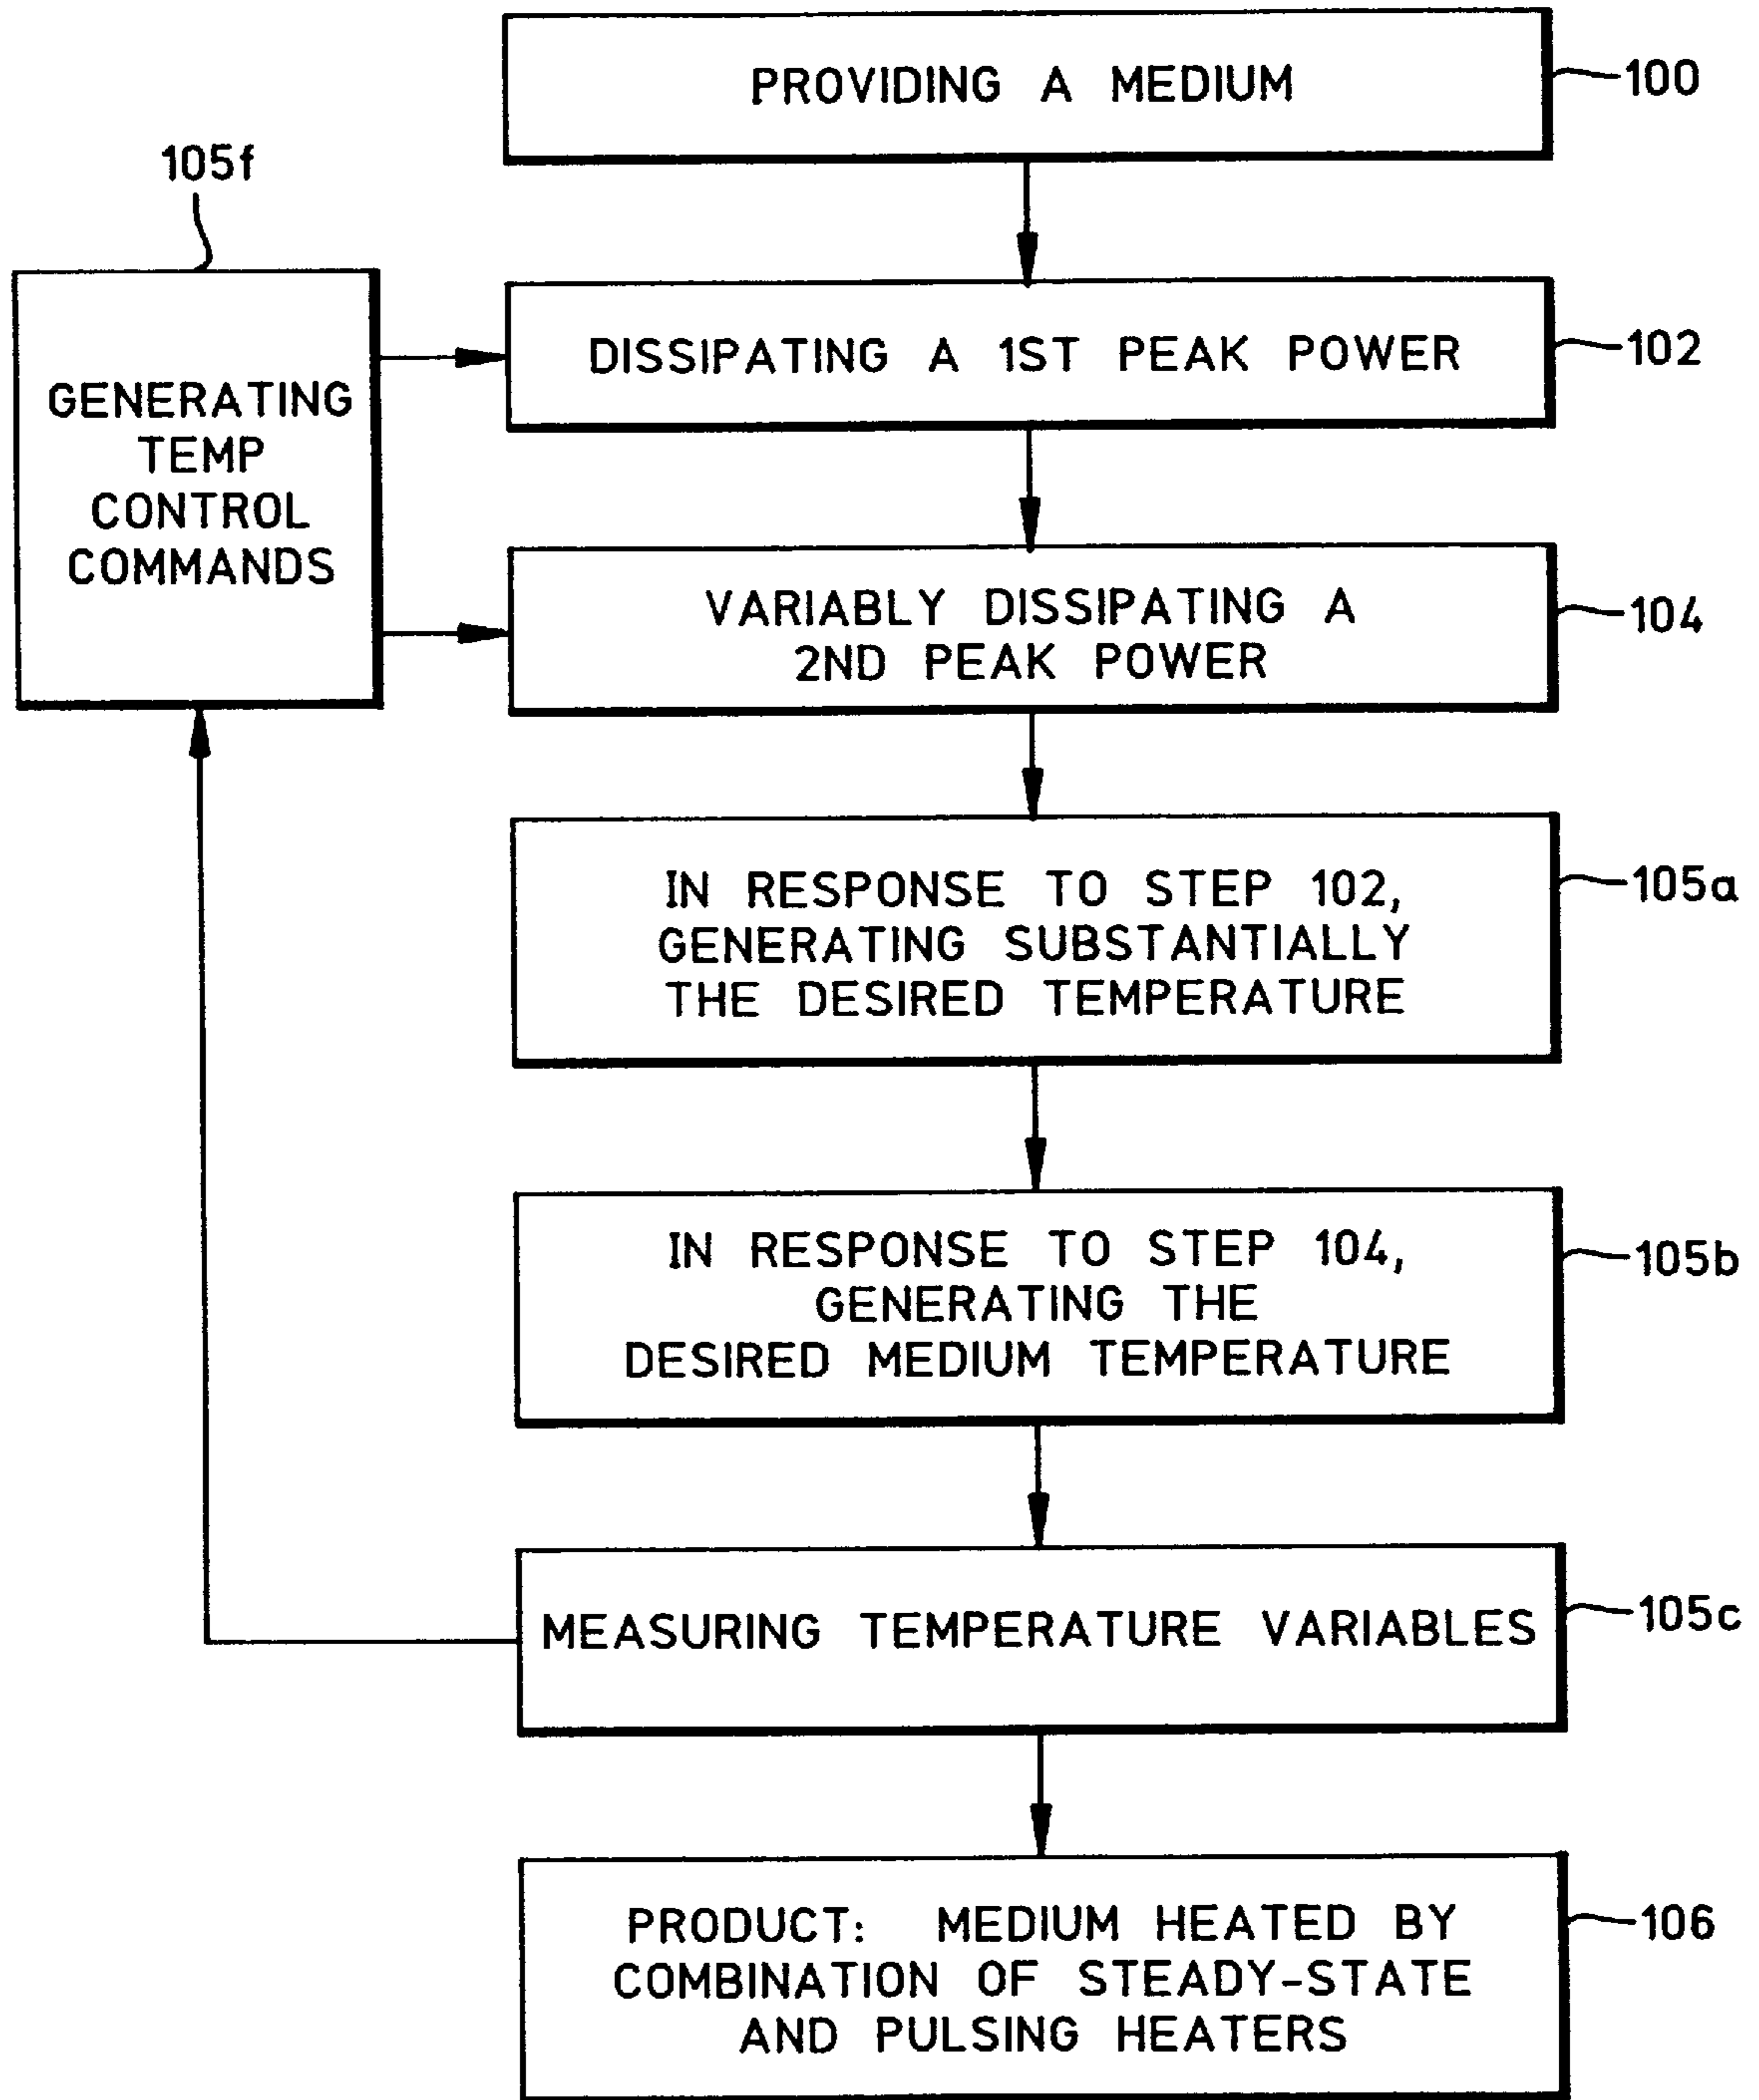 PROVIDING A MEDIUM
100
105f
GENERATING
TEMP
CONTROL
COMMANDS
DISSIPATING A 1ST PEAK POWER
102
VARIABLY DISSIPATING A
2ND PEAK POWER
104
IN RESPONSE TO STEP 102,
GENERATING SUBSTANTIALLY
THE DESIRED TEMPERATURE
105a
IN RESPONSE TO STEP 104,
GENERATING THE
DESIRED MEDIUM TEMPERATURE
105b
MEASURING TEMPERATURE VARIABLES
105c
PRODUCT: MEDIUM HEATED BY
COMBINATION OF STEADY-STATE
AND PULSING HEATERS
106